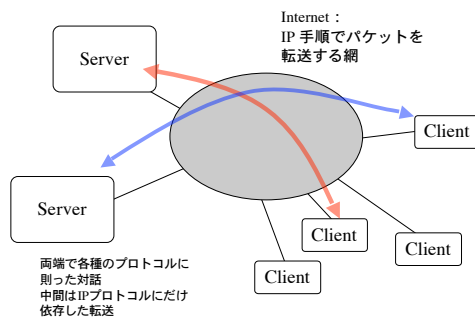 Internet：
IP 手順でパケットを
転送する網
Server
Client
Server
Client
Client
Client
両端で各種のプロトコルに
則った対話
中間はIPプロトコルにだけ
依存した転送